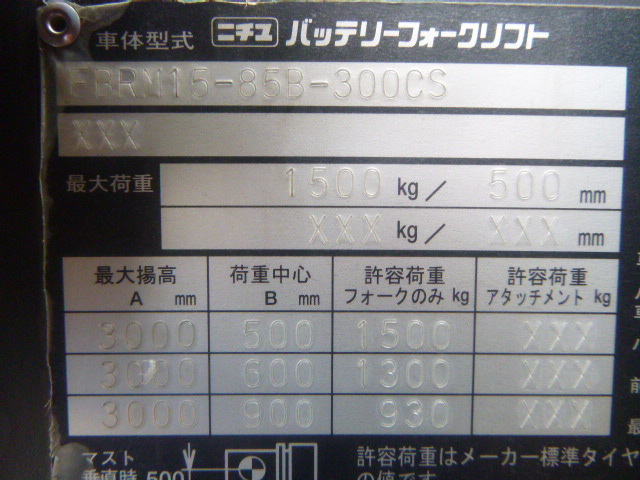 車体型式 ニチユ バッテリーフォークリフト
FBRN15-85B-300CS
XXX
最大荷重 1500 kg/ 500 mm
XXX kg/ XXX mm
最大揚高 荷重中心 許容荷重 許容荷重
A mm B mm フォークのみ kg アタッチメント kg
3000 500 1500 XXX
3000 600 1300 XXX
3000 900 930 XXX
マスト 許容荷重はメーカー標準タイヤ
垂直時 500 の値です